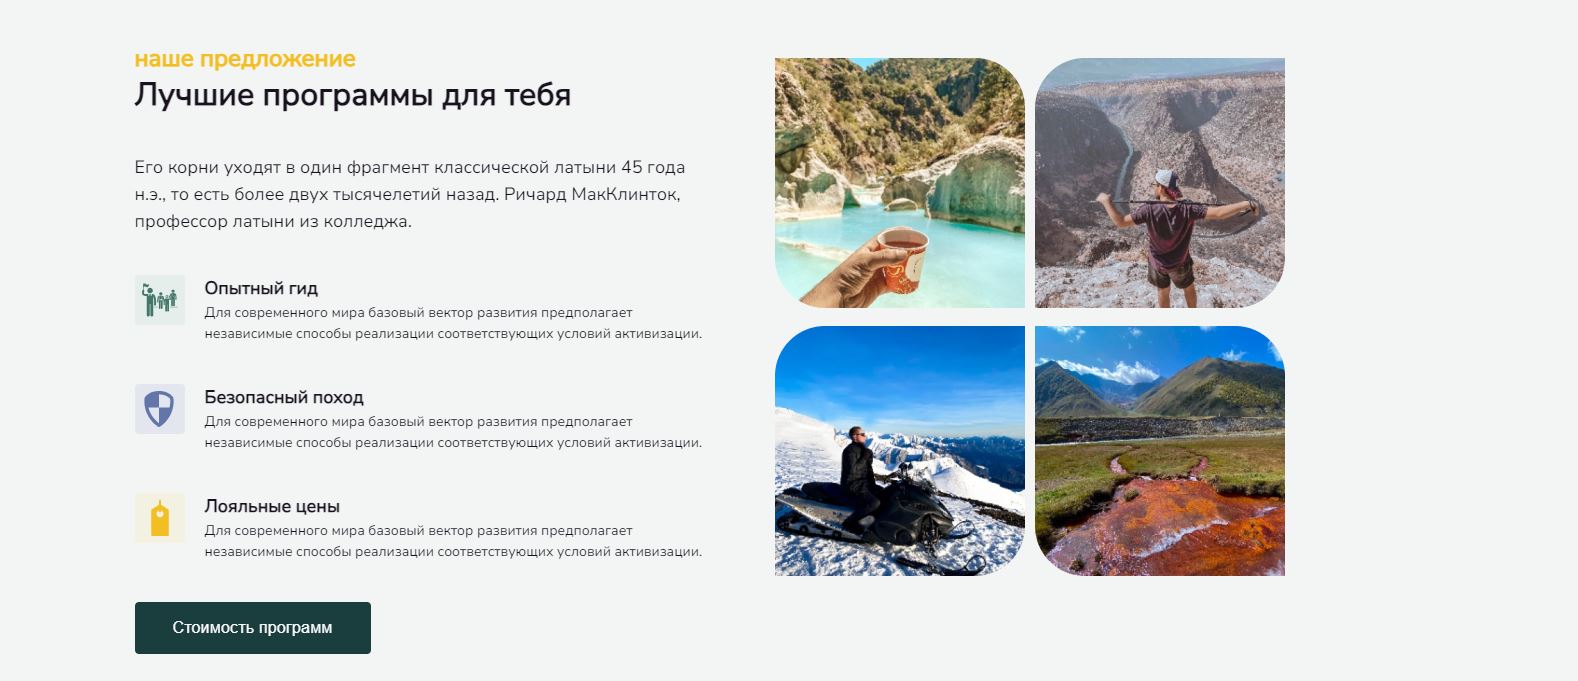 наше предложение
Лучшие программы для тебя
Его корни уходят в один фрагмент классической латыни 45 года
н.э., то есть более двух тысячелетий назад. Ричард МакКлинток,
профессор латыни из колледжа.
Опытный гид
Для современного мира базовый вектор развития предполагает
независимые способы реализации соответствующих условий активизации.
Безопасный поход
Для современного мира базовый вектор развития предполагает
независимые способы реализации соответствующих условий активизации.
Лояльные цены
Для современного мира базовый вектор развития предполагает
независимые способы реализации соответствующих условий активизации.
Стоимость программ